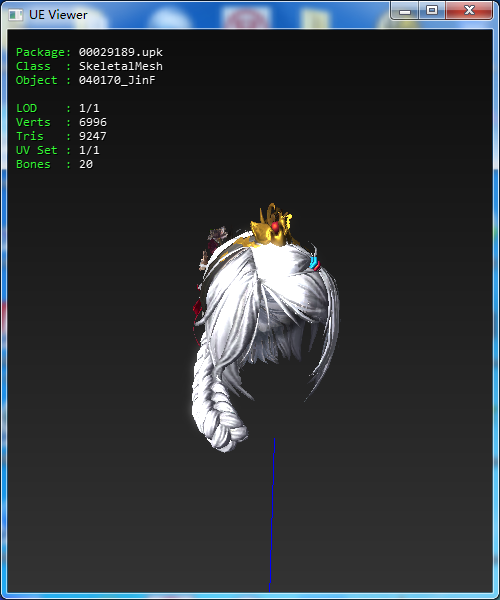 UE Viewer
Package: 00029189.upk
Class : SkeletalMesh
Object : 040170_JinF
LOD : 1/1
Verts : 6996
Tris : 9247
UV Set : 1/1
Bones : 20